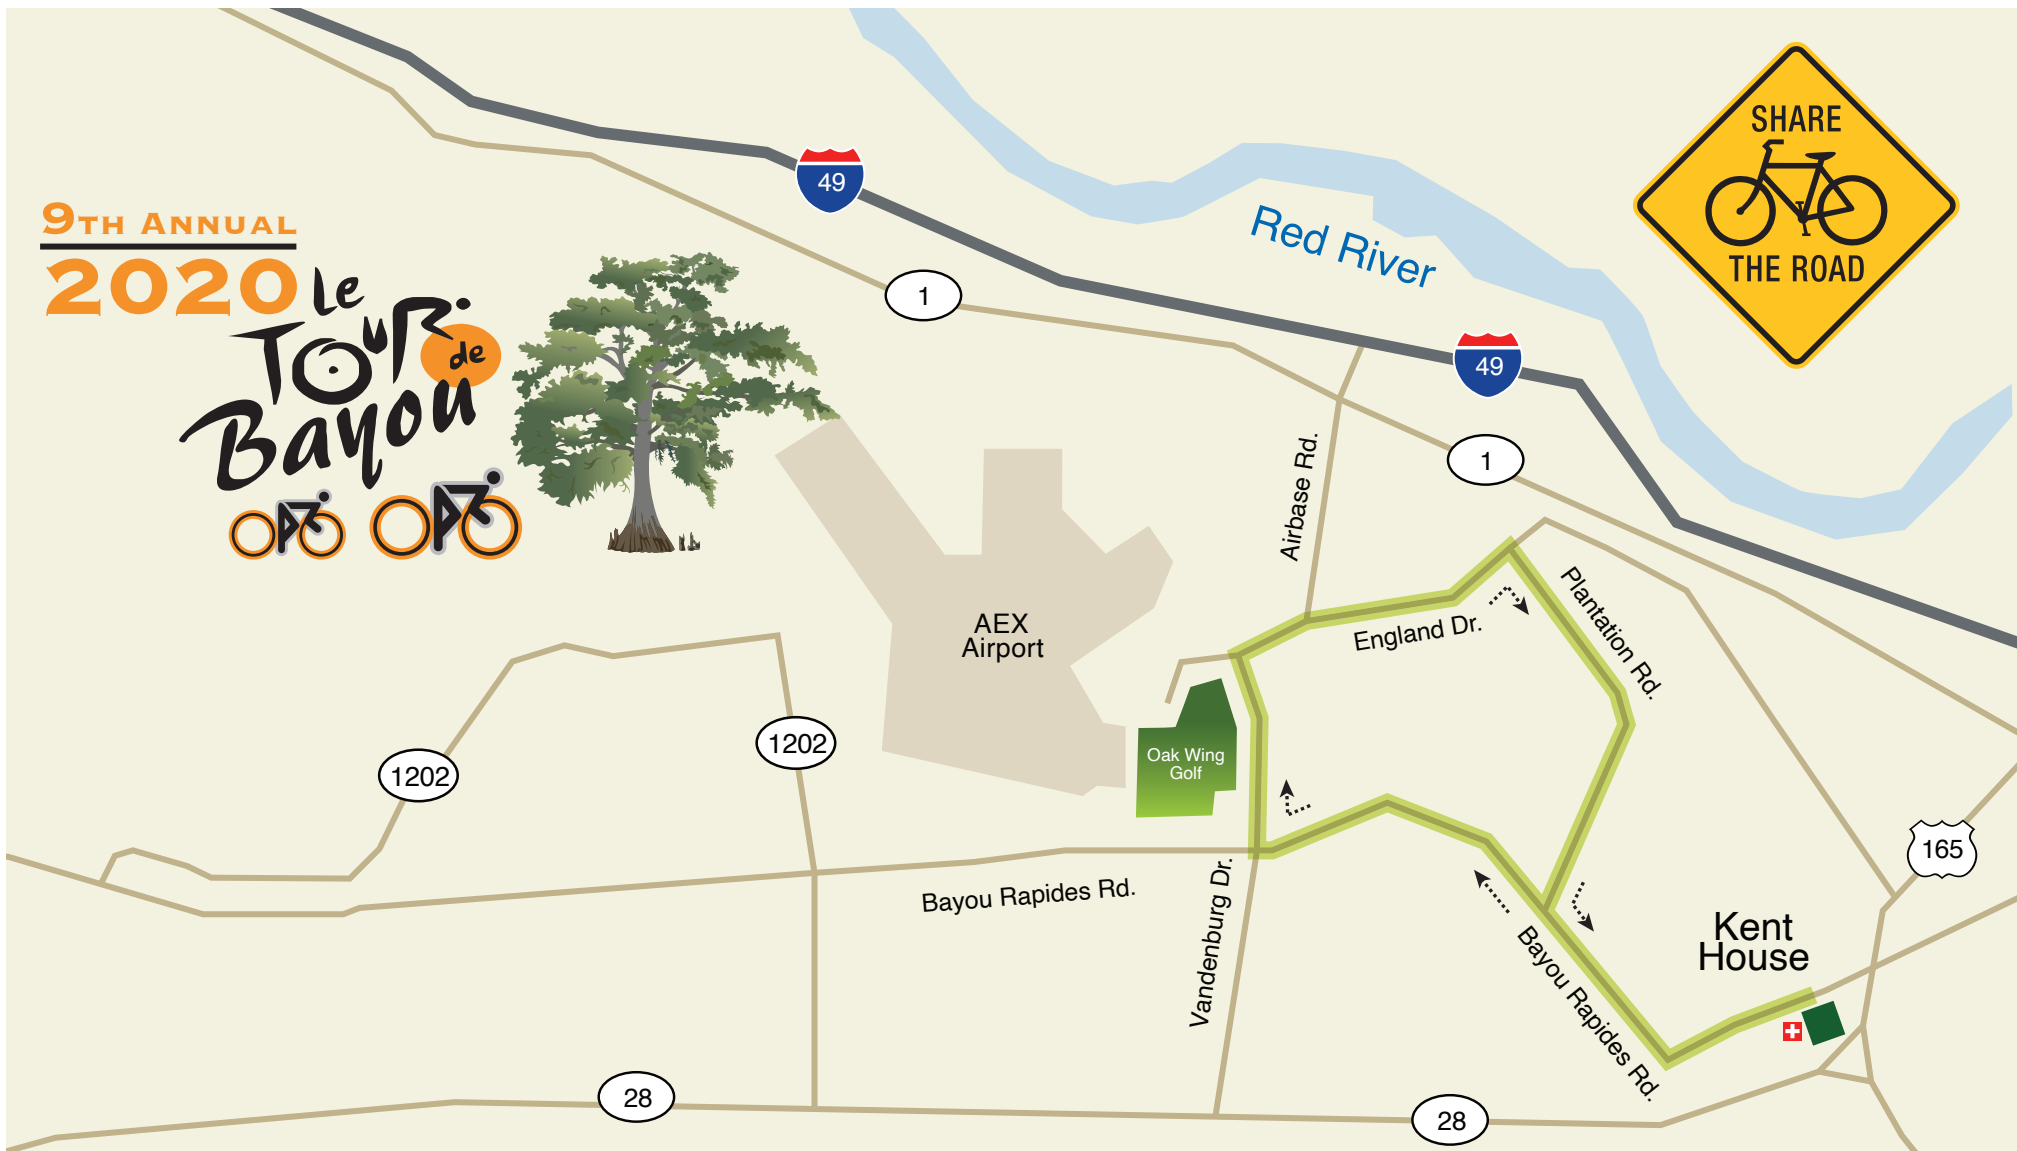 9TH ANNUAL
2020
Le
TOUR
de
Bayou
SHARE
THE ROAD
49
Red River
1
49
1
Airbase Rd.
AEX
Airport
England Dr.
Plantation Rd.
1202
1202
Oak Wing
Golf
165
Bayou Rapides Rd.
Vandenburg Dr.
Bayou Rapides Rd.
Kent
House
28
28